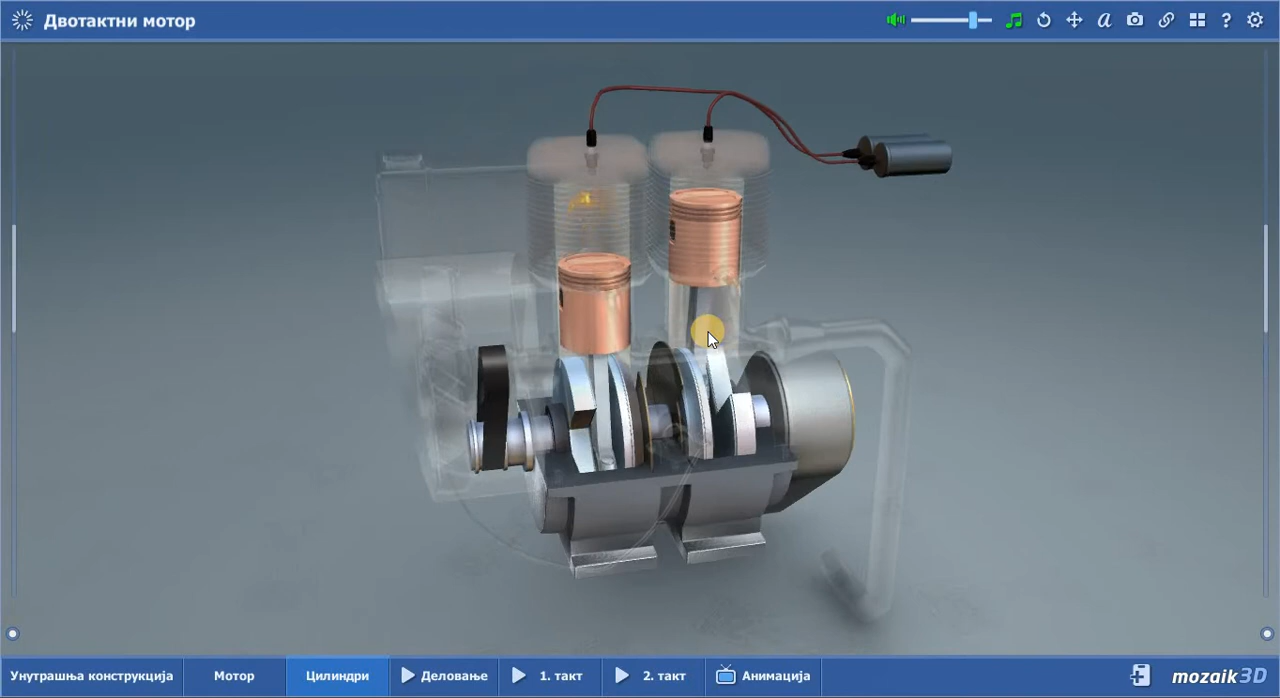 Двотактни мотор
Унутрашња конструкција
Мотор
Цилиндри
Деловање
1. такт
2. такт
Анимација
mozaik3D